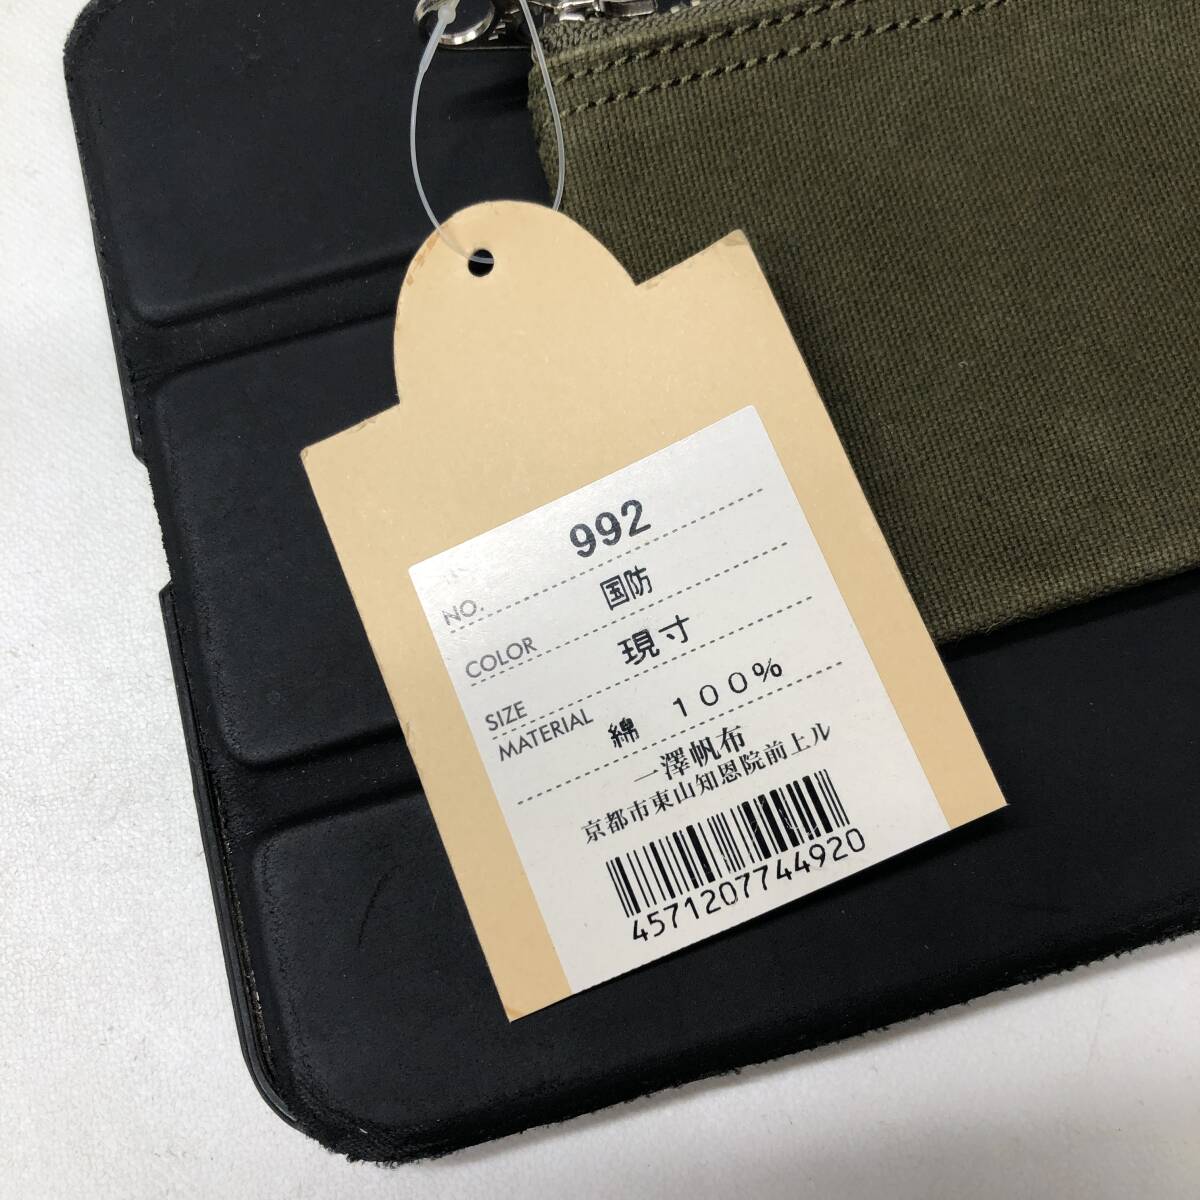 NO. 992
COLOR 国防
SIZE 現寸
MATERIAL 綿 100%
一澤帆布
京都市東山知恩院前上ル
4571207744920